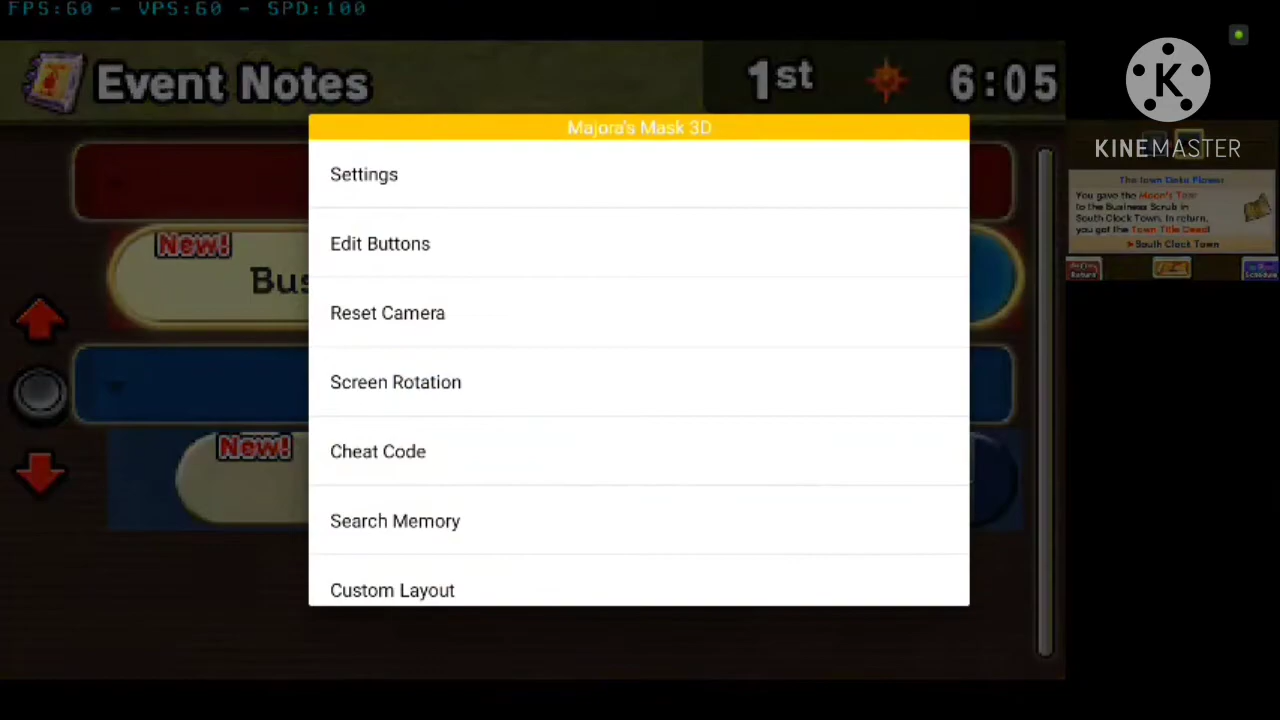 FPS:60 - VPS:60 - SPD:100
Event Notes
1st
6:05
KINEMASTER
Majora's Mask 3D
Settings
Edit Buttons
Reset Camera
Screen Rotation
Cheat Code
Search Memory
Custom Layout
New!
Bus
New!
The Town Deku Flower
You gave the Moon's Tear
to the Business Scrub in
South Clock Town. In return,
you got the Town Title Deed!
South Clock Town
Return
Schedule